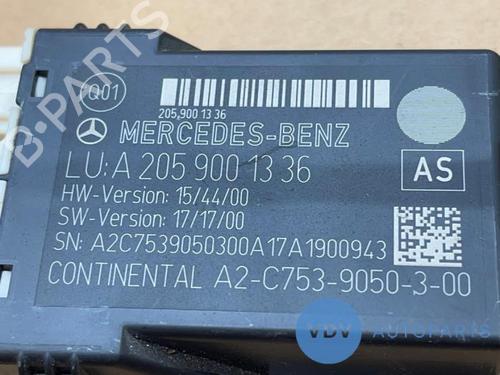 Q01
205,900 13 36
MERCEDES-BENZ
LU: A 205 900 13 36
AS
HW-Version: 15/44/00
SW-Version: 17/17/00
SN: A2C7539050300A17A1900943
CONTINENTAL A2-C753-9050-3-00
B-PARTS
VDV AUTOPARTS